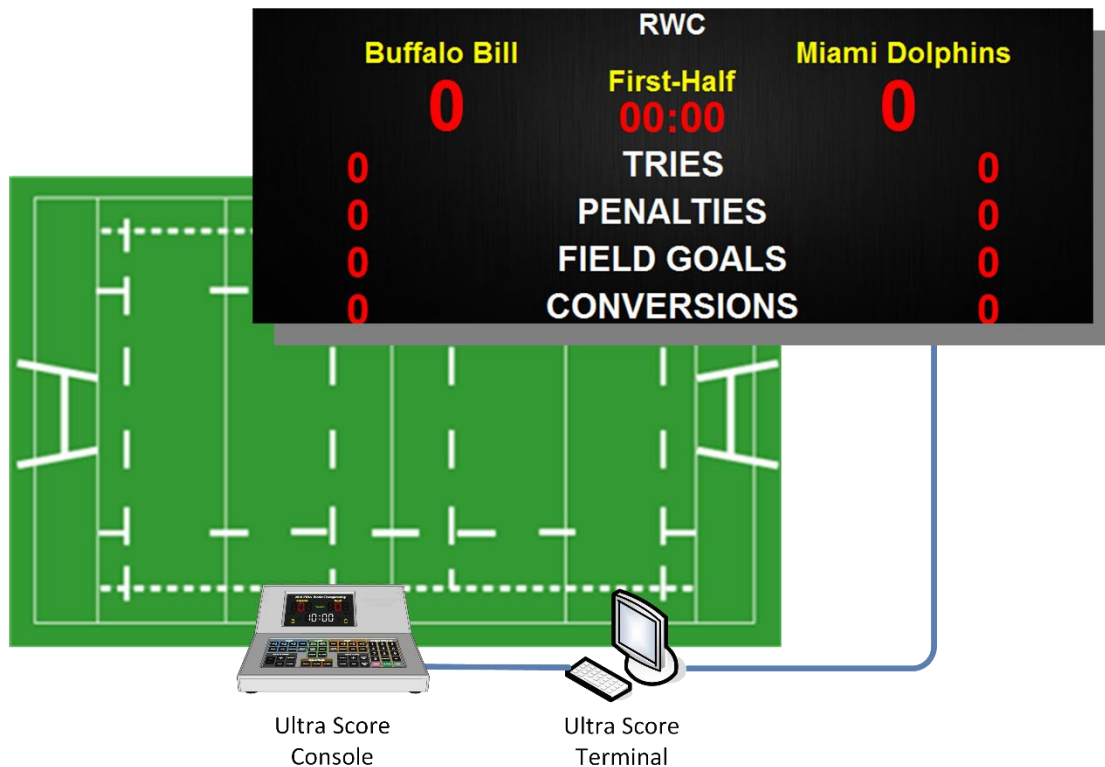 RWC
Buffalo Bill
Miami Dolphins
First-Half
0
00:00
0
0 TRIES 0
0 PENALTIES 0
0 FIELD GOALS 0
0 CONVERSIONS 0
10:00
Ultra Score
Console
Ultra Score
Terminal